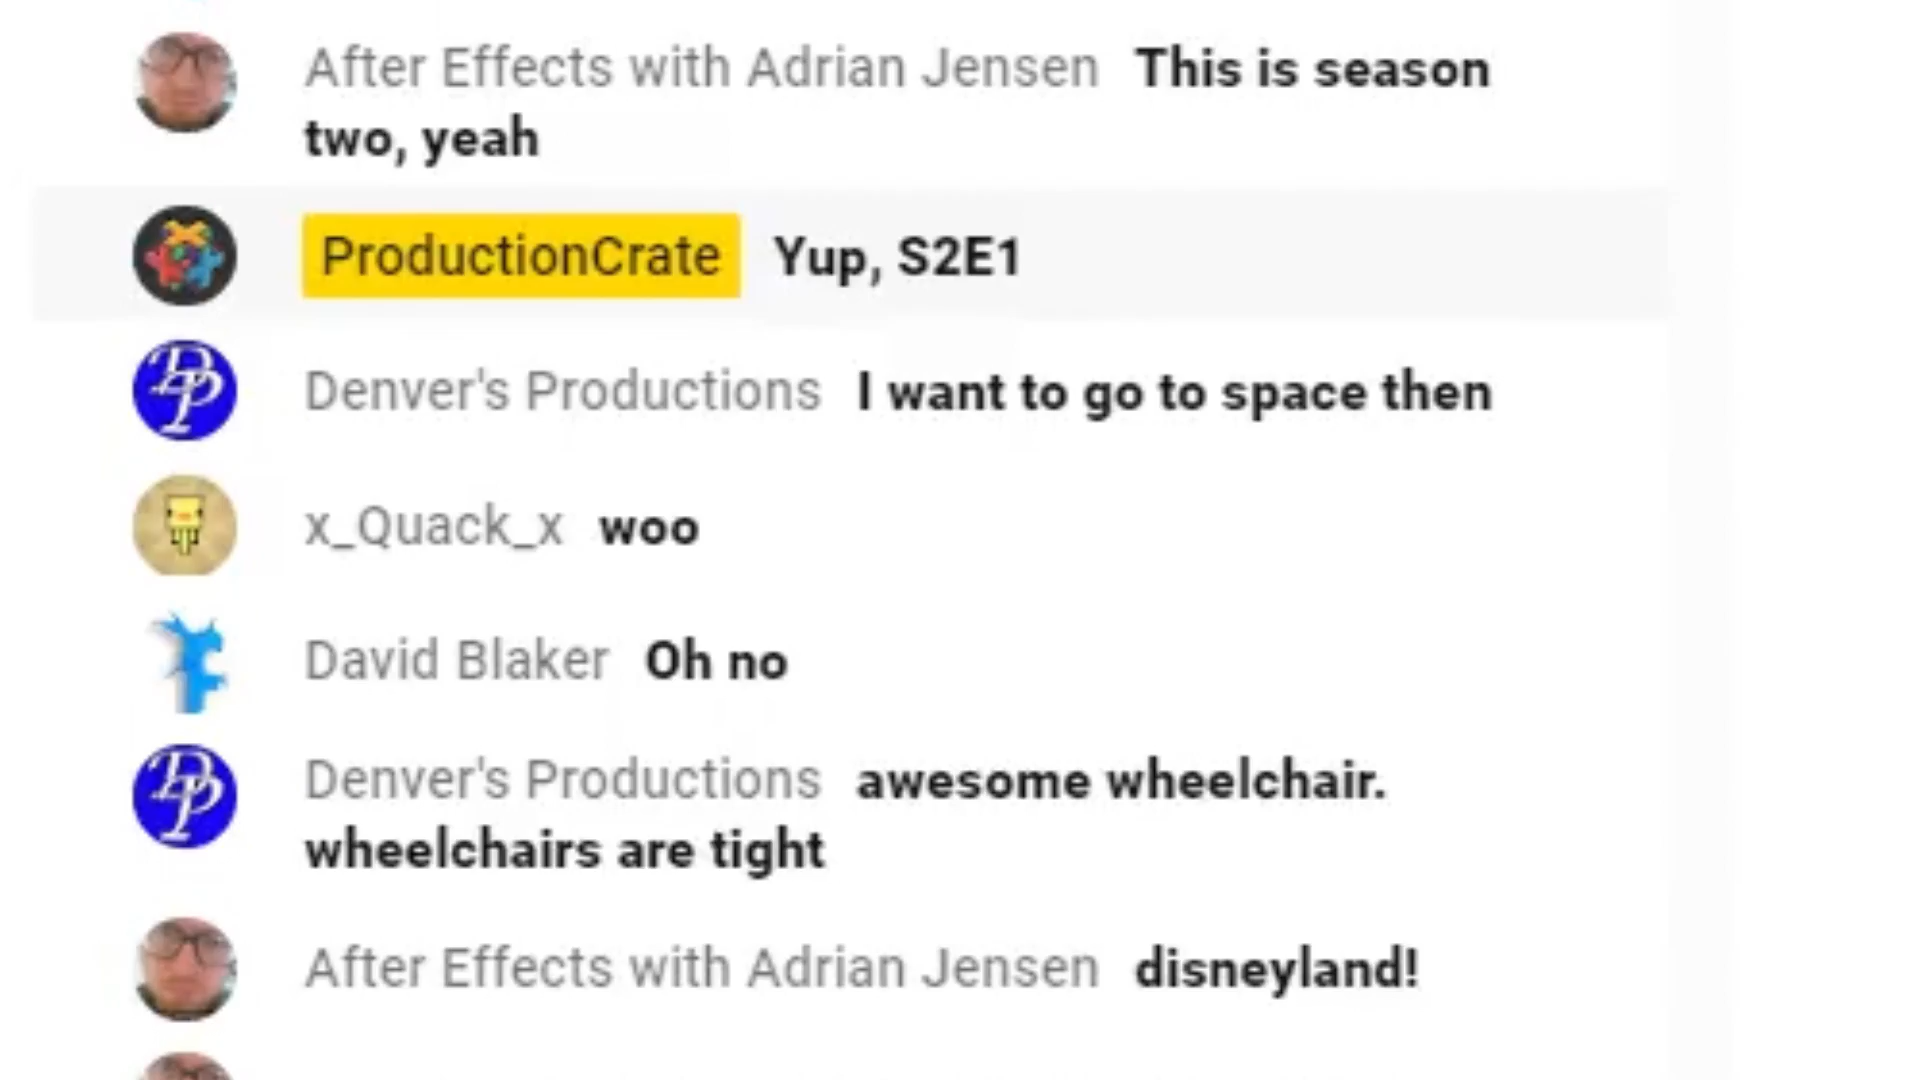 After Effects with Adrian Jensen This is season
two, yeah
ProductionCrate Yup, S2E1
Denver's Productions I want to go to space then
x_Quack_x woo
David Blaker Oh no
Denver's Productions awesome wheelchair.
wheelchairs are tight
After Effects with Adrian Jensen disneyland!